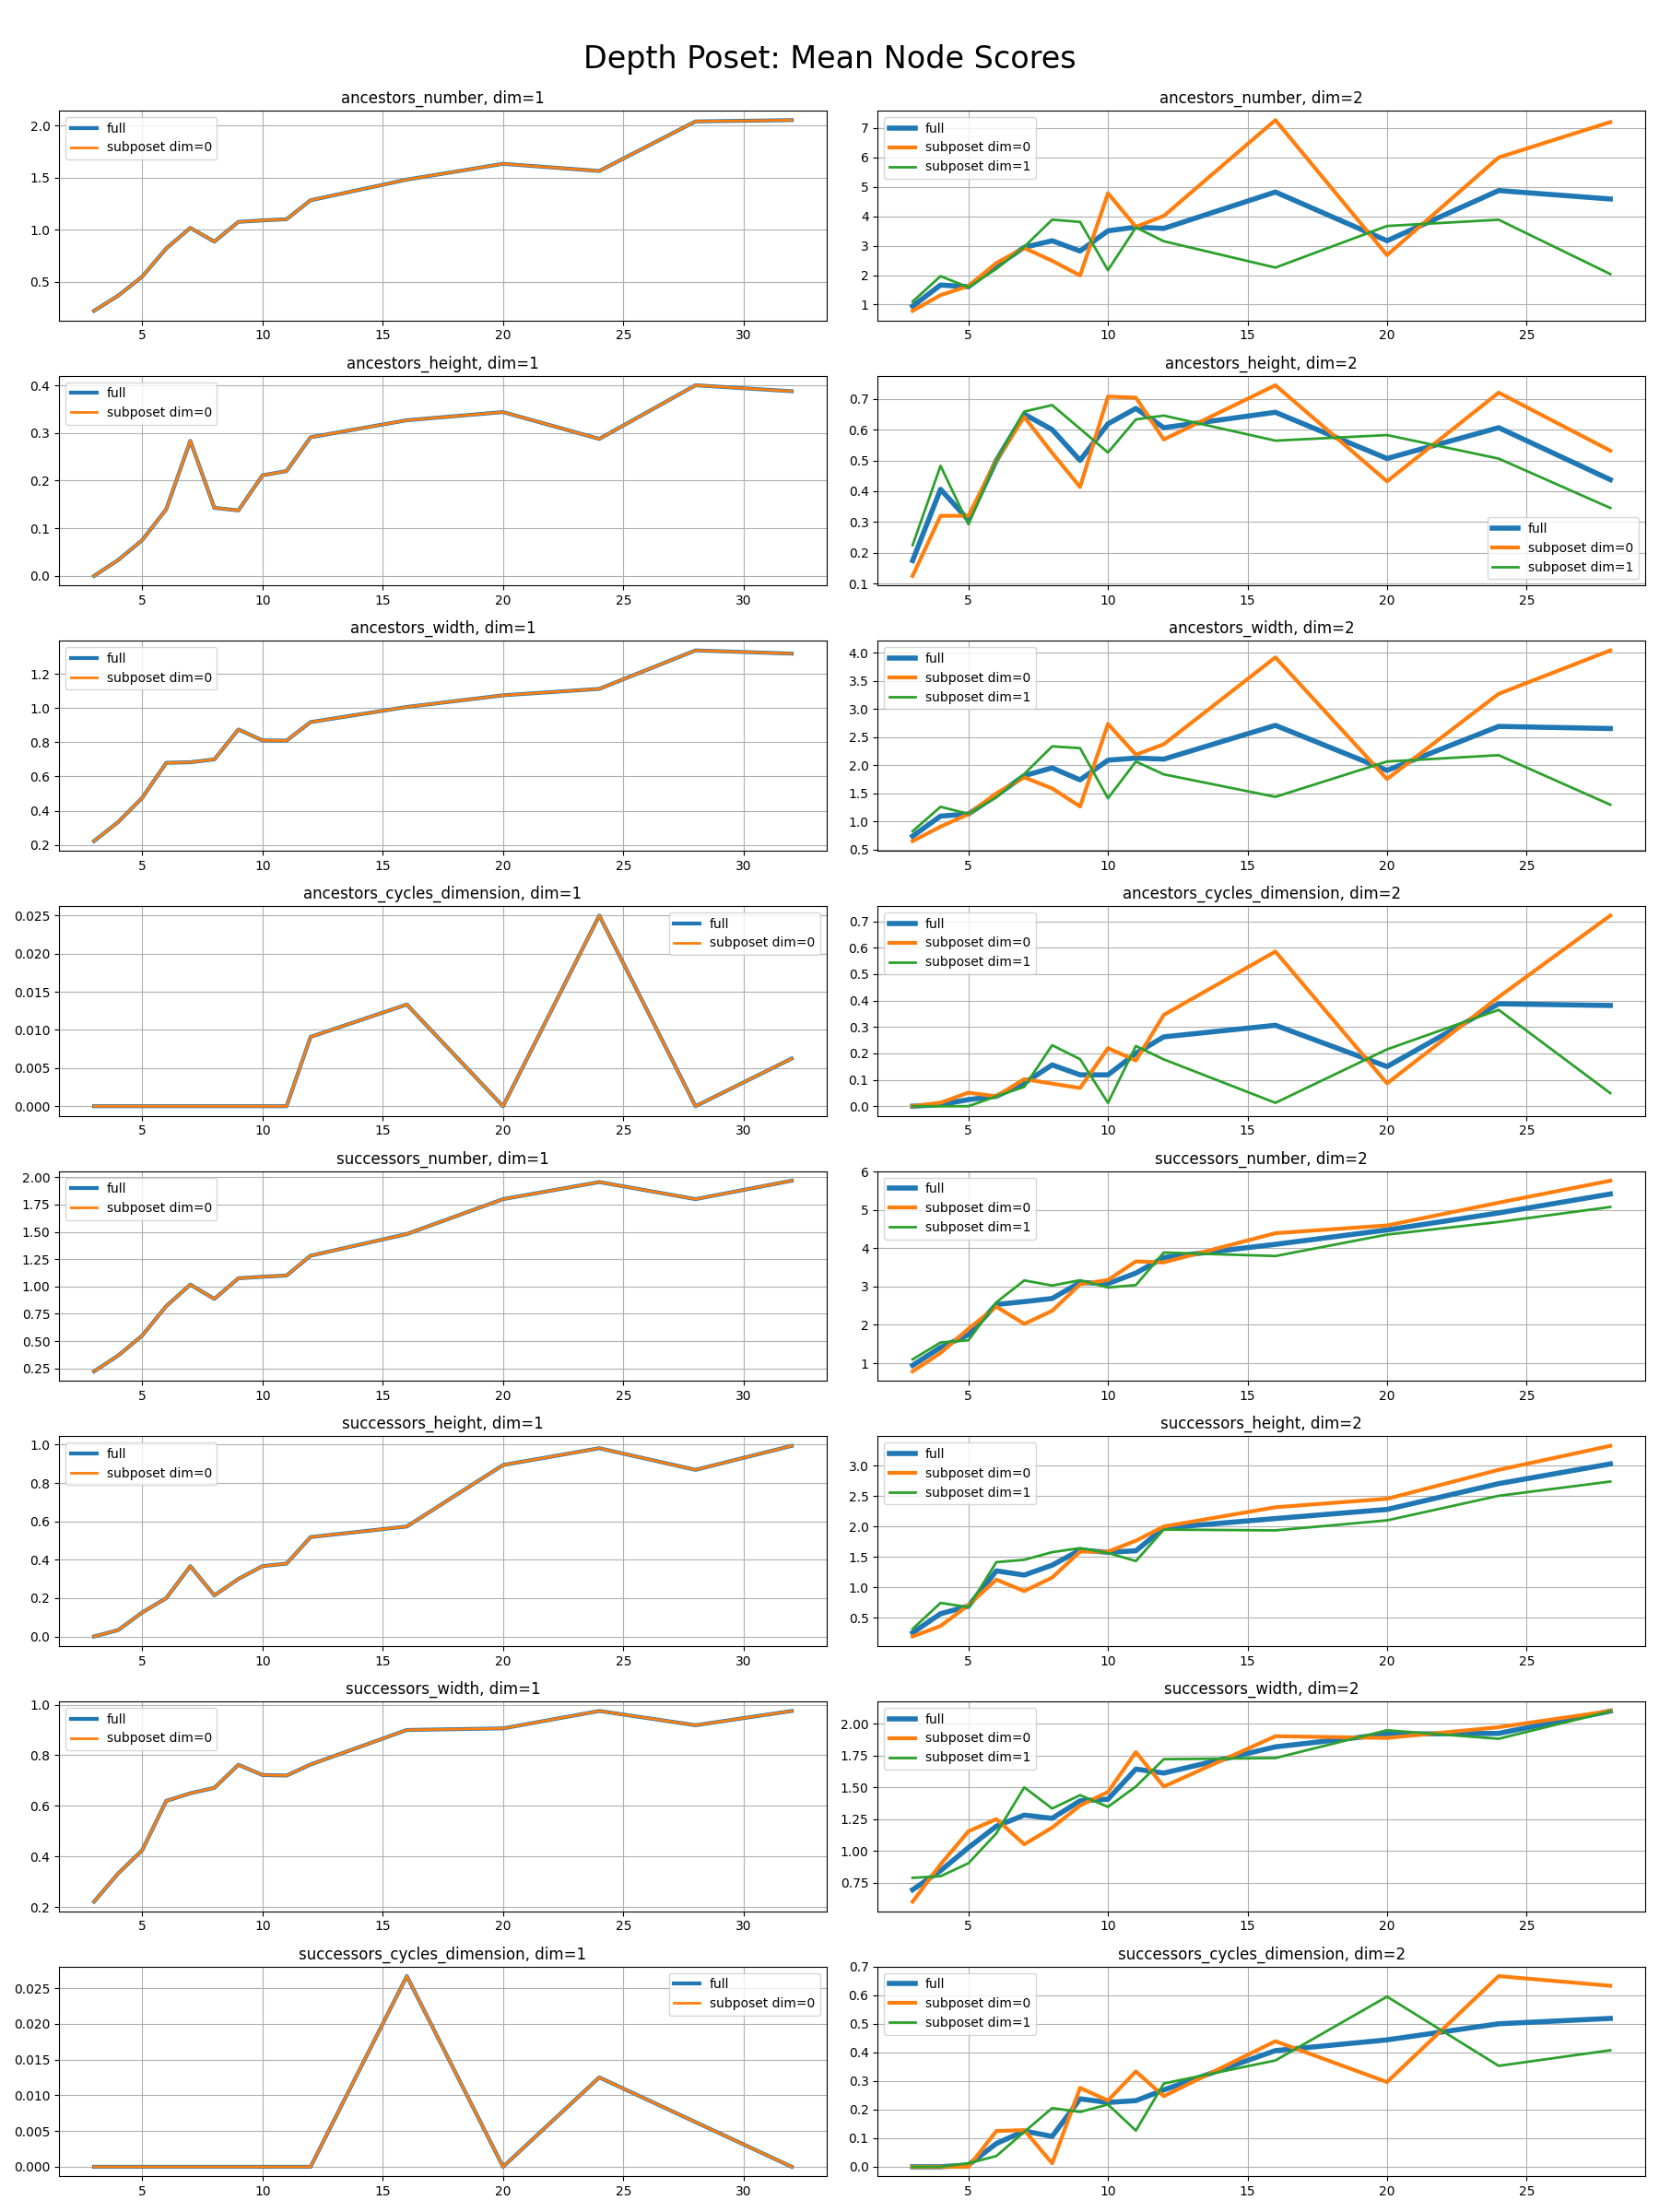 Depth Poset: Mean Node Scores
ancestors_number, dim=1
full
subposet dim=0
2.0
1.5
1.0
0.5
5 10 15 20 25 30
ancestors_number, dim=2
full
subposet dim=0
subposet dim=1
7
6
5
4
3
2
1
5 10 15 20 25
ancestors_height, dim=1
full
subposet dim=0
0.4
0.3
0.2
0.1
0.0
5 10 15 20 25 30
ancestors_height, dim=2
0.7
0.6
0.5
0.4
0.3
0.2
0.1
full
subposet dim=0
subposet dim=1
5 10 15 20 25
ancestors_width, dim=1
full
subposet dim=0
1.2
1.0
0.8
0.6
0.4
0.2
5 10 15 20 25 30
ancestors_width, dim=2
full
subposet dim=0
subposet dim=1
4.0
3.5
3.0
2.5
2.0
1.5
1.0
0.5
5 10 15 20 25
ancestors_cycles_dimension, dim=1
full
subposet dim=0
0.025
0.020
0.015
0.010
0.005
0.000
5 10 15 20 25 30
ancestors_cycles_dimension, dim=2
full
subposet dim=0
subposet dim=1
0.7
0.6
0.5
0.4
0.3
0.2
0.1
0.0
5 10 15 20 25
successors_number, dim=1
full
subposet dim=0
2.00
1.75
1.50
1.25
1.00
0.75
0.50
0.25
5 10 15 20 25 30
successors_number, dim=2
full
subposet dim=0
subposet dim=1
6
5
4
3
2
1
5 10 15 20 25
successors_height, dim=1
full
subposet dim=0
1.0
0.8
0.6
0.4
0.2
0.0
5 10 15 20 25 30
successors_height, dim=2
full
subposet dim=0
subposet dim=1
3.0
2.5
2.0
1.5
1.0
0.5
5 10 15 20 25
successors_width, dim=1
full
subposet dim=0
1.0
0.8
0.6
0.4
0.2
5 10 15 20 25 30
successors_width, dim=2
full
subposet dim=0
subposet dim=1
2.00
1.75
1.50
1.25
1.00
0.75
5 10 15 20 25
successors_cycles_dimension, dim=1
full
subposet dim=0
0.025
0.020
0.015
0.010
0.005
0.000
5 10 15 20 25 30
successors_cycles_dimension, dim=2
full
subposet dim=0
subposet dim=1
0.7
0.6
0.5
0.4
0.3
0.2
0.1
0.0
5 10 15 20 25